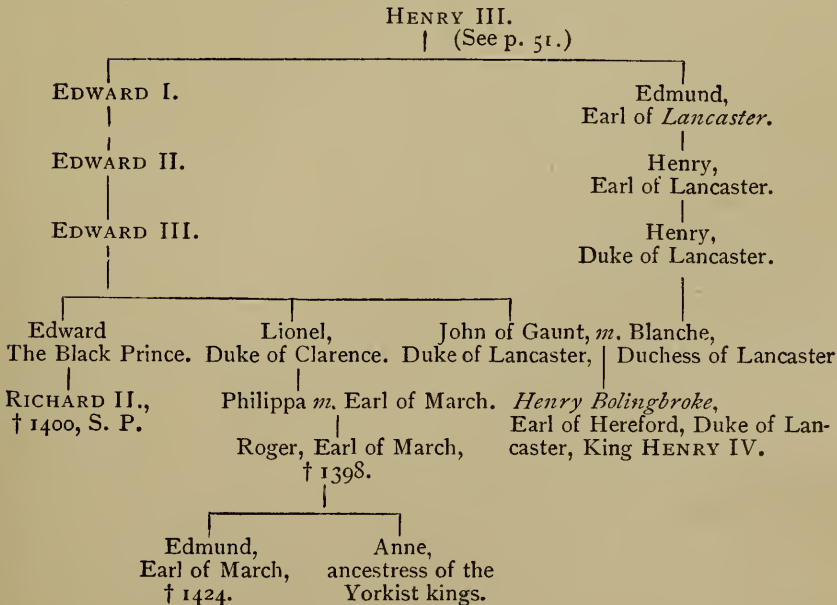 HENRY III.
(See p. 51.)
EDWARD I.
Edmund,
Earl of Lancaster.
EDWARD II.
Henry,
Earl of Lancaster.
EDWARD III.
Henry,
Duke of Lancaster.
Edward
The Black Prince.
Lionel,
Duke of Clarence.
John of Gaunt, m. Blanche,
Duke of Lancaster, Duchess of Lancaster
RICHARD II.,
† 1400, S. P.
Philippa m. Earl of March.
Henry Bolingbroke,
Earl of Hereford, Duke of Lan-
caster, King HENRY IV.
Roger, Earl of March,
† 1398.
Edmund,
Earl of March,
† 1424.
Anne,
ancestress of the
Yorkist kings.